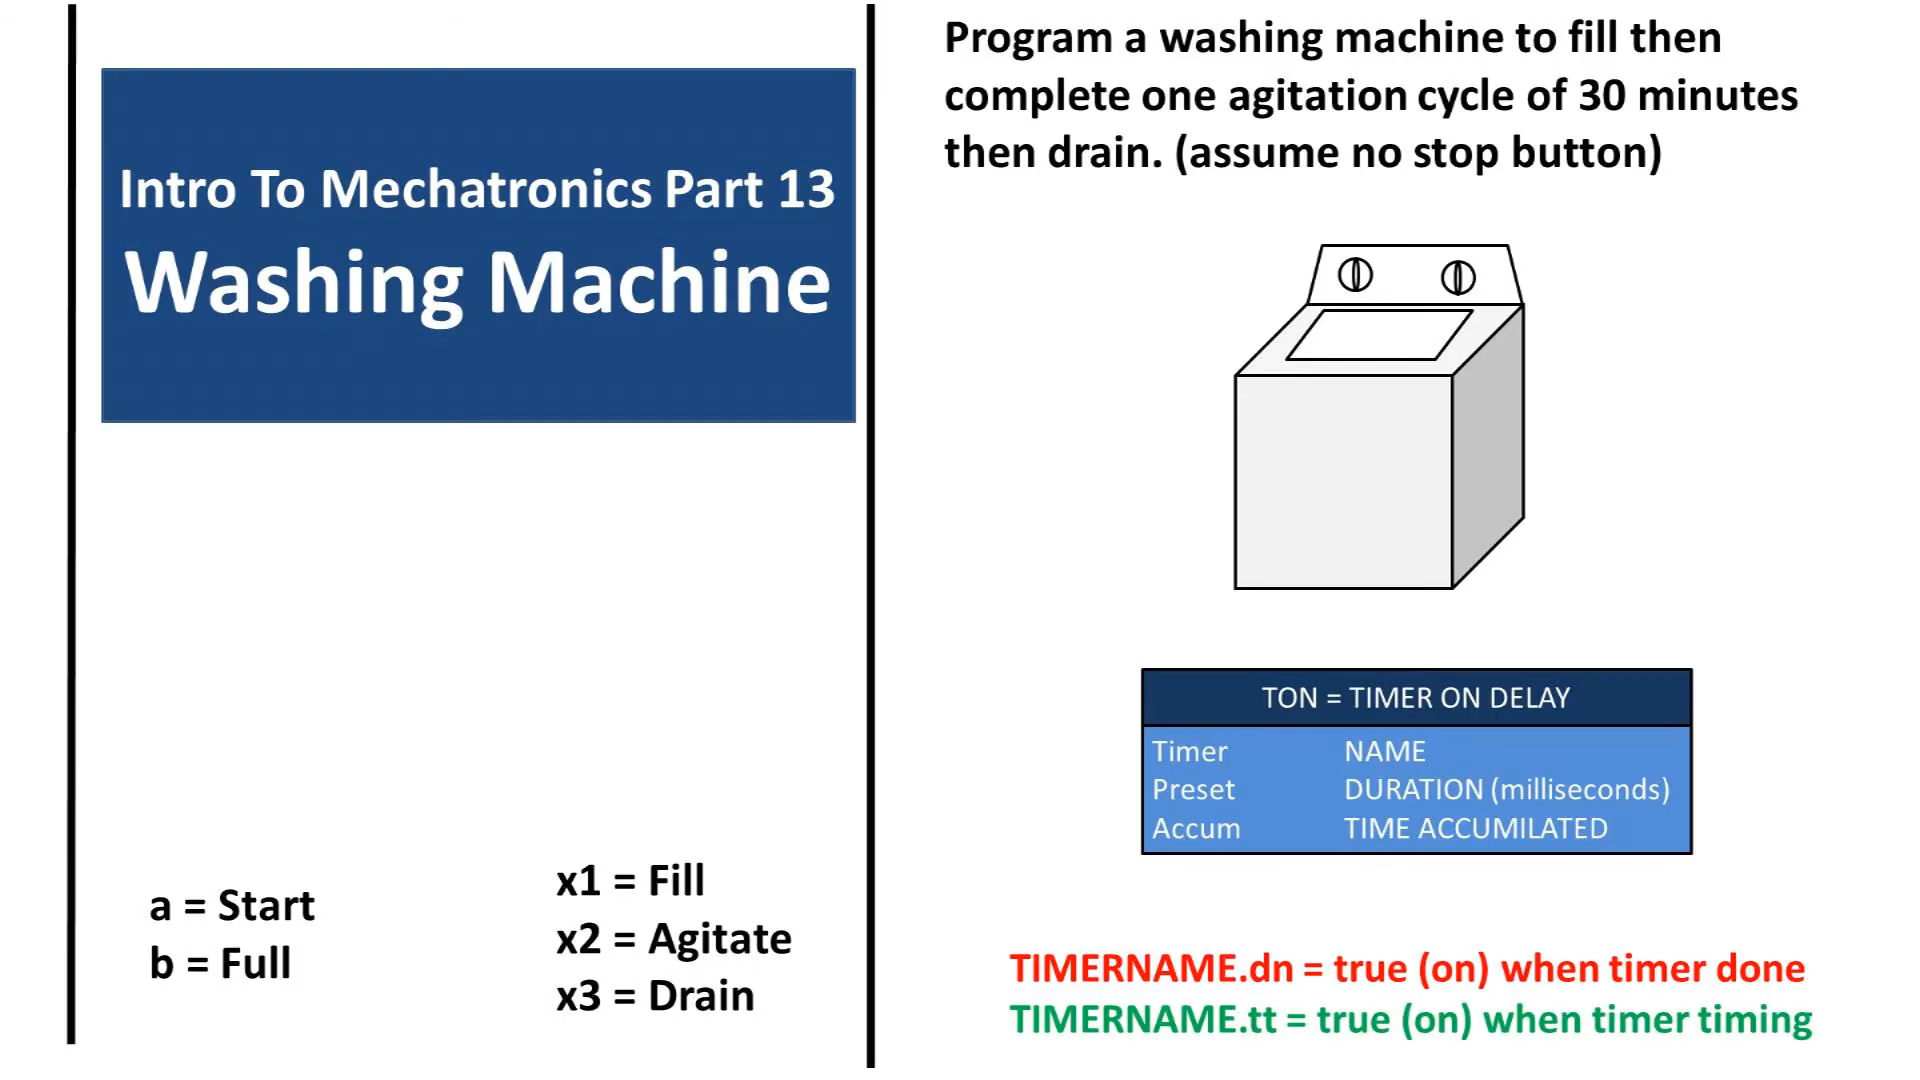 Intro To Mechatronics Part 13
Washing Machine
a = Start
b = Full
x1 = Fill
x2 = Agitate
x3 = Drain
Program a washing machine to fill then
complete one agitation cycle of 30 minutes
then drain. (assume no stop button)
TON = TIMER ON DELAY
Timer NAME
Preset DURATION (milliseconds)
Accum TIME ACCUMILATED
TIMERNAME.dn = true (on) when timer done
TIMERNAME.tt = true (on) when timer timing